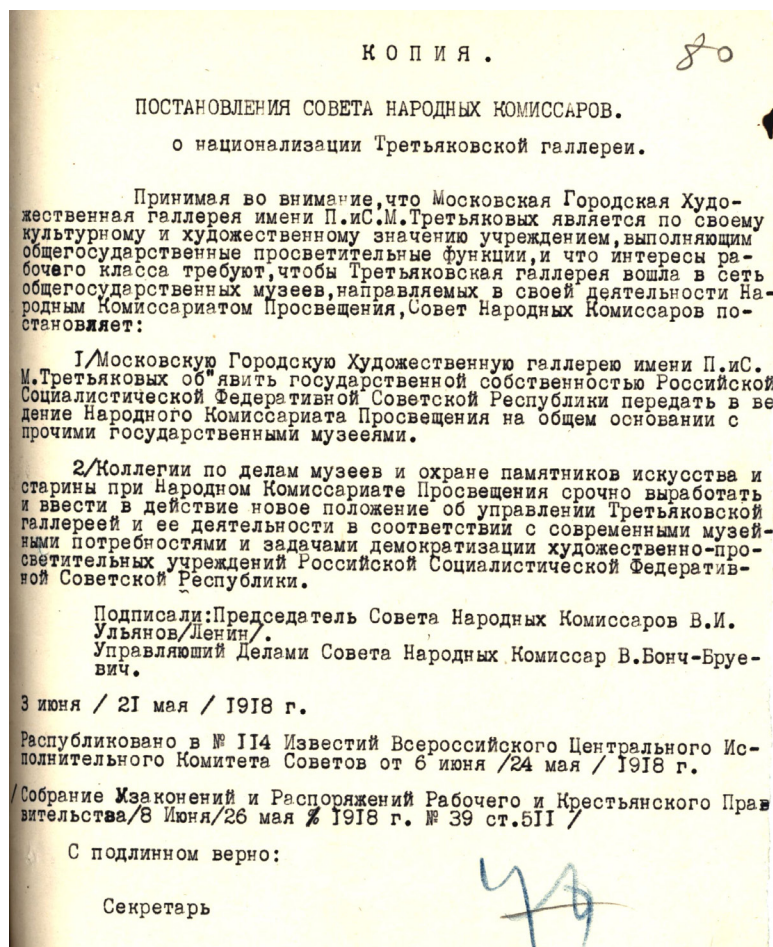 КОПИЯ.
80
ПОСТАНОВЛЕНИЯ СОВЕТА НАРОДНЫХ КОМИССАРОВ.
о национализации Третьяковской галлереи.
Принимая во внимание,что Московская Городская Худо-
жественная галлерея имени П.иС.М.Третьяковых является по своему
культурному и художественному значению учреждением,выполняющим
общегосударственные просветительные функции,и что интересы ра-
бочего класса требуют,чтобы Третьяковская галлерея вошла в сеть
общегосударственных музеев,направляемых в своей деятельности На-
родным Комиссариатом Просвещения,Совет Народных Комиссаров по-
становляет:
I/Московскую Городскую Художественную галлерею имени П.иС.
М.Третьяковых об"явить государственной собственностью Российской
Социалистической Федеративной Советской Республики передать в ве
дение Народного Комиссариата Просвещения на общем основании с
прочими государственными музееями.
2/Коллегии по делам музеев и охране памятников искусства и
старины при Народном Комиссариате Просвещения срочно выработать
и ввести в действие новое положение об управлении Третьяковской
галлереей и ее деятельности в соответствии с современными музей-
ными потребностями и задачами демократизации художественно-про-
светительных учреждений Российской Социалистической Федератив-
ной Советской Республики.
Подписали:Председатель Совета Народных Комиссаров В.И.
Ульянов/Ленин/.
Управляюший Делами Совета Народных Комиссар В.Бонч-Бруе-
вич.
3 июня / 21 мая / 1918 г.
Распубликовано в № II4 Известий Всероссийского Центрального Ис-
полнительного Комитета Советов от 6 июня /24 мая / 1918 г.
/Собрание Узаконений и Распоряжений Рабочего и Крестьянского Прав
вительства/8 Июня/26 мая / 1918 г. № 39 ст.5II /
С подлинном верно:
Секретарь